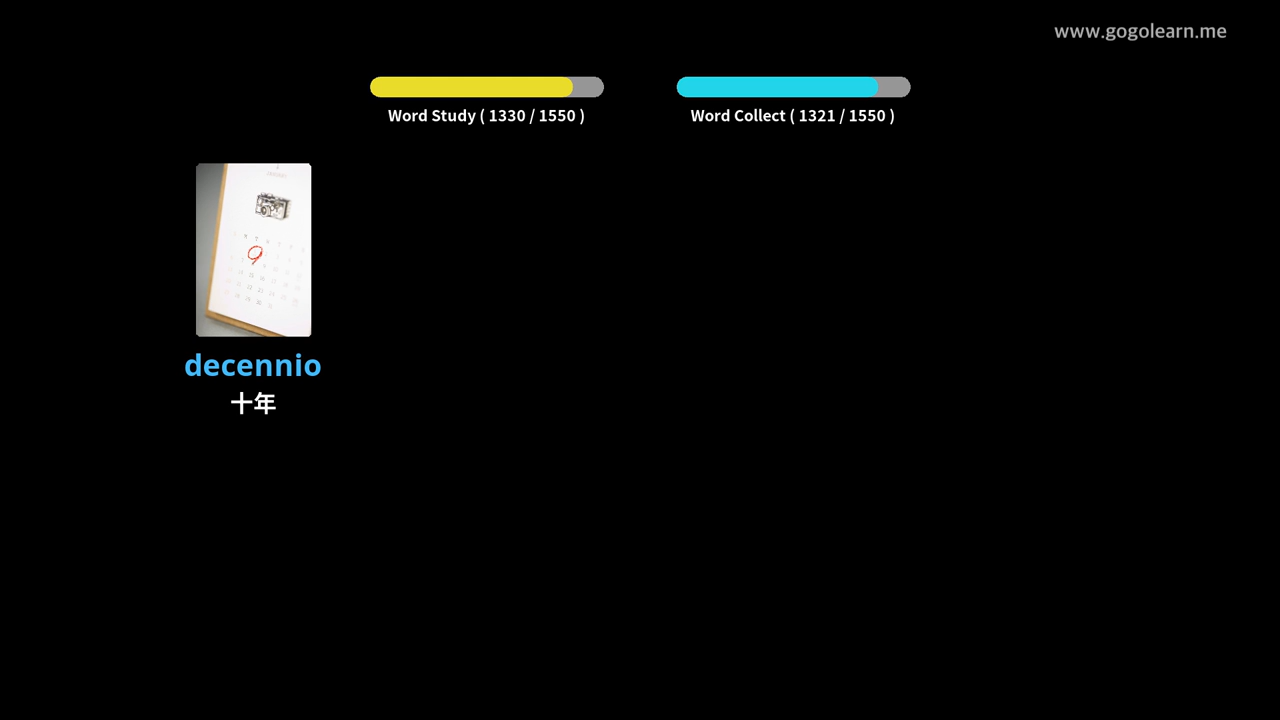 www.gogolearn.me
Word Study ( 1330 / 1550 )
Word Collect ( 1321 / 1550 )
decennio
十年